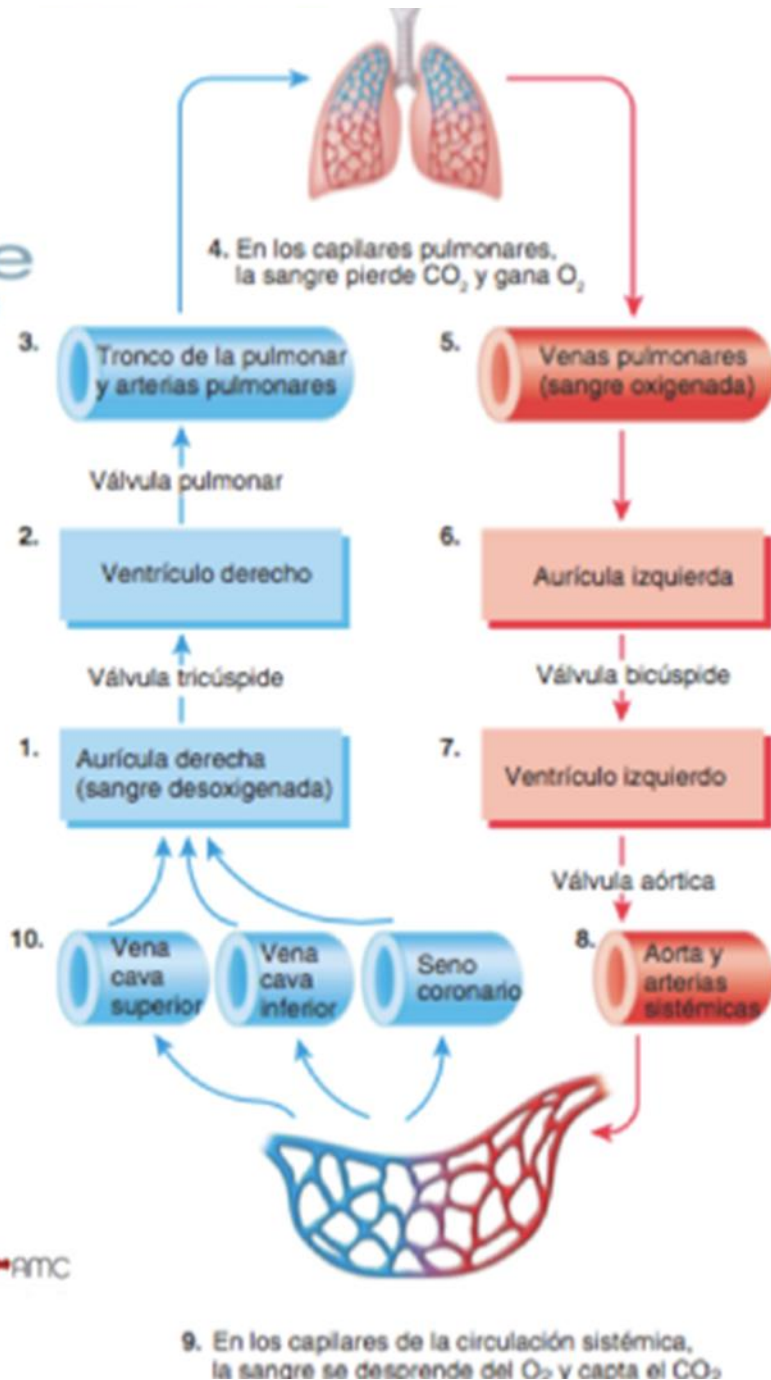 e
4. En los capilares pulmonares,
la sangre pierde CO₂ y gana O₂
3.
Tronco de la pulmonar
y arterias pulmonares
5.
Venas pulmonares
(sangre oxigenada)
Válvula pulmonar
2.
Ventrículo derecho
6.
Aurícula izquierda
Válvula tricúspide
Válvula bicúspide
1.
Aurícula derecha
(sangre desoxigenada)
7.
Ventrículo izquierdo
Válvula aórtica
10.
Vena
cava
superior
Vena
cava
inferior
Seno
coronario
8.
Aorta y
arterias
sistémicas
AMC
9. En los capilares de la circulación sistémica,
la sangre se desprende del O₂ y capta el CO₂